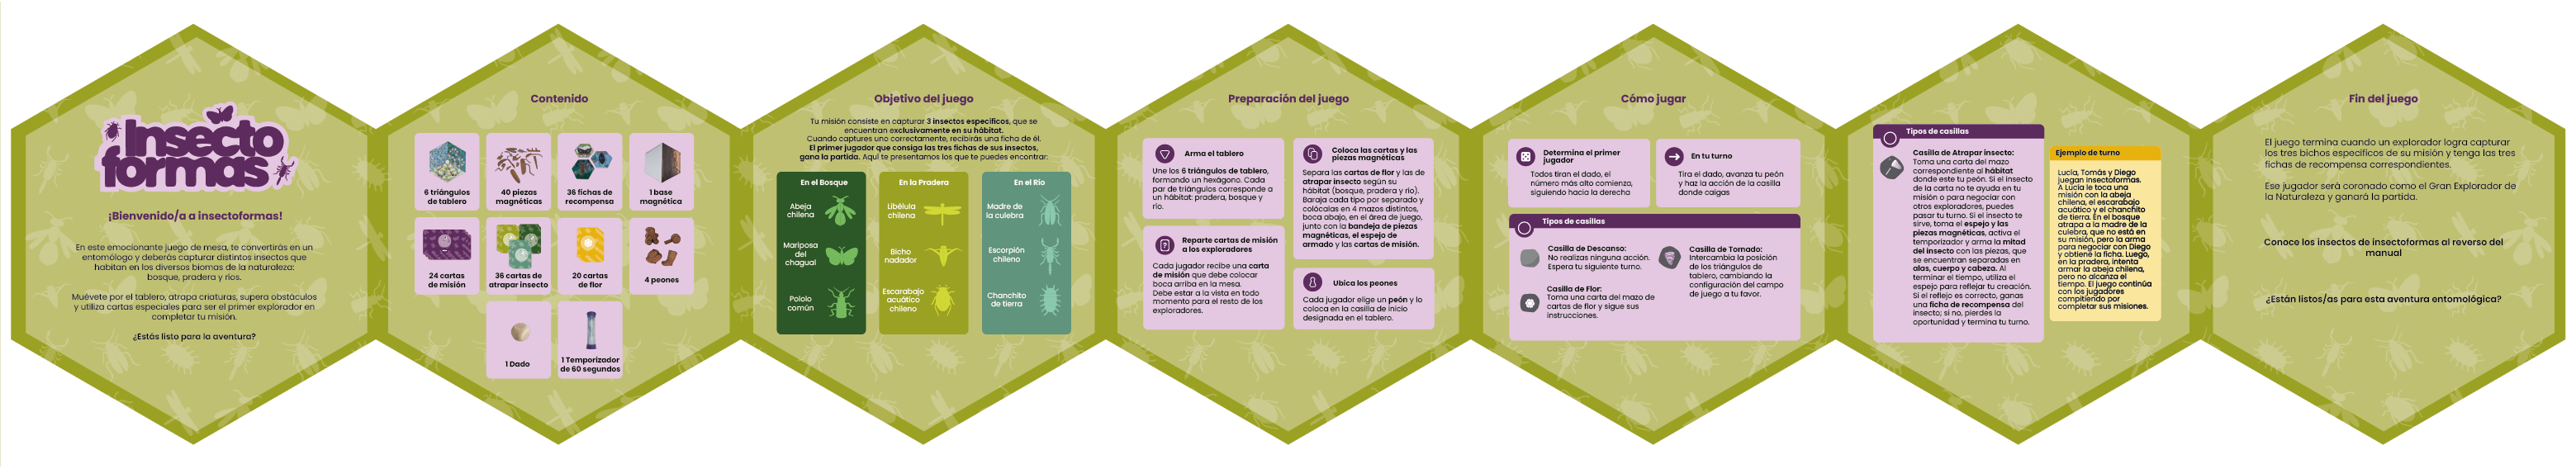 Insecto
formas
¡Bienvenido/a a insectoformas!
En este emocionante juego de mesa, te convertirás en un
entomólogo y deberás capturar distintos insectos que
habitan en los diversos biomas de la naturaleza:
bosque, pradera y ríos.
Muévete por el tablero, atrapa criaturas, supera obstáculos
y utiliza cartas especiales para ser el primer explorador en
completar tu misión.
¿Estás listo para la aventura?
Contenido
6 triángulos
de tablero
40 piezas
magnéticas
36 fichas de
recompensa
1 base
magnética
24 cartas
de misión
36 cartas de
atrapar insecto
20 cartas
de flor
4 peones
1 Dado
1 Temporizador
de 60 segundos
Objetivo del juego
Tu misión consiste en capturar 3 insectos específicos, que se
encuentran exclusivamente en su hábitat.
Cuando captures uno correctamente, recibirás una ficha de él.
El primer jugador que consiga las tres fichas de sus insectos,
gana la partida. Aquí te presentamos los que te puedes encontrar:
En el Bosque
Abeja
chilena
Mariposa
del
chagual
Pololo
común
En la Pradera
Libélula
chilena
Bicho
nadador
Escarabajo
acuático
chileno
En el Río
Madre de
la culebra
Escorpión
chileno
Chanchito
de tierra
Preparación del juego
Arma el tablero
Une los 6 triángulos de tablero,
formando un hexágono. Cada
par de triángulos corresponde a
un hábitat: pradera, bosque y
río.
Reparte cartas de misión
a los exploradores
Cada jugador recibe una carta
de misión que debe colocar
boca arriba en la mesa.
Debe estar a la vista en todo
momento para el resto de los
exploradores.
Coloca las cartas y las
piezas magnéticas
Separa las cartas de flor y las de
atrapar insecto según su
hábitat (bosque, pradera y río).
Baraja cada tipo por separado y
colócalas en 4 mazos distintos,
boca abajo, en el área de juego,
junto con la bandeja de piezas
magnéticas, el espejo de
armado y las cartas de misión.
Ubica los peones
Cada jugador elige un peón y lo
coloca en la casilla de inicio
designada en el tablero.
Cómo jugar
Determina el primer
jugador
Todos tiran el dado, el
número más alto comienza,
siguiendo hacia la derecha
En tu turno
Tira el dado, avanza tu peón
y haz la acción de la casilla
donde caigas
Tipos de casillas
Casilla de Descanso:
No realizas ninguna acción.
Espera tu siguiente turno.
Casilla de Flor:
Toma una carta del mazo de
cartas de flor y sigue sus
instrucciones.
Casilla de Tornado:
Intercambia la posición
de los triángulos de
tablero, cambiando la
configuración del campo
de juego a tu favor.
Tipos de casillas
Casilla de Atrapar insecto:
Toma una carta del mazo
correspondiente al hábitat
donde este tu peón. Si el insecto
de la carta no te ayuda en tu
misión o para negociar con
otros exploradores, puedes
pasar tu turno. Si el insecto te
sirve, toma el espejo y las
piezas magnéticas, activa el
temporizador y arma la mitad
del insecto con las piezas, que
se encuentran separadas en
alas, cuerpo y cabeza. Al
terminar el tiempo, utiliza el
espejo para reflejar tu creación.
Si el reflejo es correcto, ganas
una ficha de recompensa del
insecto; si no, pierdes la
oportunidad y termina tu turno.
Ejemplo de turno
Lucía, Tomás y Diego
juegan Insectoformas.
A Lucía le toca una
misión con la abeja
chilena, el escarabajo
acuático y el chanchito
de tierra. En el bosque
atrapa a la madre de la
culebra, que no está en
su misión, pero la arma
para negociar con Diego
y obtiene la ficha. Luego,
en la pradera, intenta
armar la abeja chilena,
pero no alcanza el
tiempo. El juego continúa
con los jugadores
compitiendo por
completar sus misiones.
Fin del juego
El juego termina cuando un explorador logra capturar
los tres bichos específicos de su misión y tenga las tres
fichas de recompensa correspondientes.
Ese jugador será coronado como el Gran Explorador de
la Naturaleza y ganará la partida.
Conoce los insectos de insectoformas al reverso del
manual
¿Están listos/as para esta aventura entomológica?